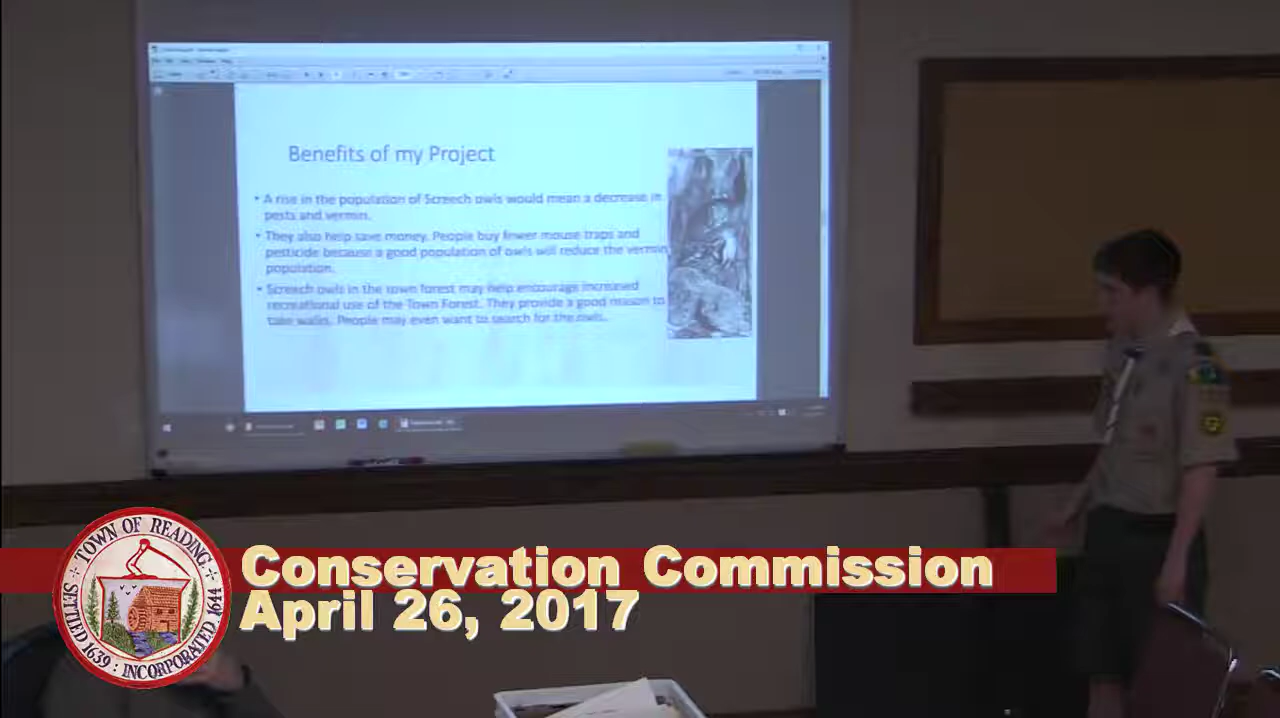 Benefits of my Project
• A rise in the population of Screech owls would mean a decrease in
pests and vermin.
• They also help save money. People buy fewer mouse traps and
pesticide because a good population of owls will reduce the vermin
population.
• Screech owls in the town forest may help encourage increased
recreational use of the Town Forest. They provide a good reason to
take walks. People may even want to search for the owls.
TOWN OF READING
SETTLED 1639 : INCORPORATED 1644
Conservation Commission
April 26, 2017